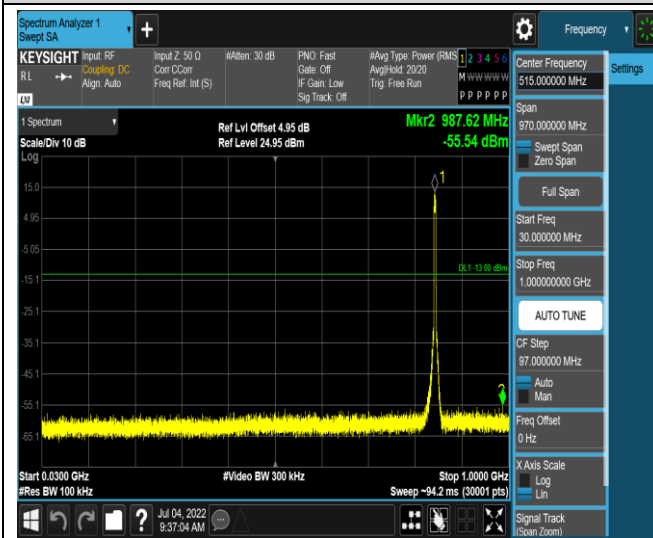 Spectrum Analyzer 1
Swept SA
+
Frequency
KEYSIGHT
RL
LXI
Input: RF
Coupling: DC
Align: Auto
Input Z: 50 Ω
Corr CCorr
Freq Ref: Int (S)
#Atten: 30 dB
PNO: Fast
Gate: Off
IF Gain: Low
Sig Track: Off
#Avg Type: Power (RMS
Avg|Hold: 20/20
Trig: Free Run
1 2 3 4 5 6
M W W W W W
P P P P P P
Center Frequency
515.000000 MHz
Settings
Span
970.000000 MHz
Swept Span
Zero Span
Full Span
Start Freq
30.000000 MHz
Stop Freq
1.000000000 GHz
AUTO TUNE
CF Step
97.000000 MHz
Auto
Man
Freq Offset
0 Hz
X Axis Scale
Log
Lin
Signal Track
(Span Zoom)
1 Spectrum
Scale/Div 10 dB
Ref Lvl Offset 4.95 dB
Ref Level 24.95 dBm
Mkr2 987.62 MHz
-55.54 dBm
Log
1
15.0
4.95
-5.05
DL1 -13.00 dBm
-15.1
-25.1
-35.1
-45.1
2
-55.1
-65.1
Start 0.0300 GHz
#Video BW 300 kHz
Stop 1.0000 GHz
#Res BW 100 kHz
Sweep ~94.2 ms (30001 pts)
?
Jul 04, 2022
9:37:04 AM